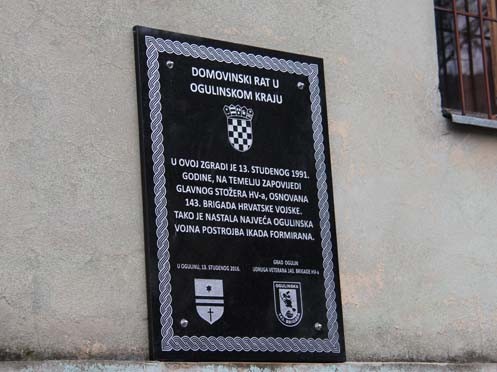 DOMOVINSKI RAT U
OGULINSKOM KRAJU
U OVOJ ZGRADI JE 13. STUDENOG 1991.
GODINE, NA TEMELJU ZAPOVIJEDI
GLAVNOG STOŽERA HV-a, OSNOVANA
143. BRIGADA HRVATSKE VOJSKE.
TAKO JE NASTALA NAJVEĆA OGULINSKA
VOJNA POSTROJBA IKADA FORMIRANA.
U OGULINU, 13. STUDENOG 2016.
GRAD OGULIN
UDRUGA VETERANA 143. BRIGADE HV-a
OGULINSKA